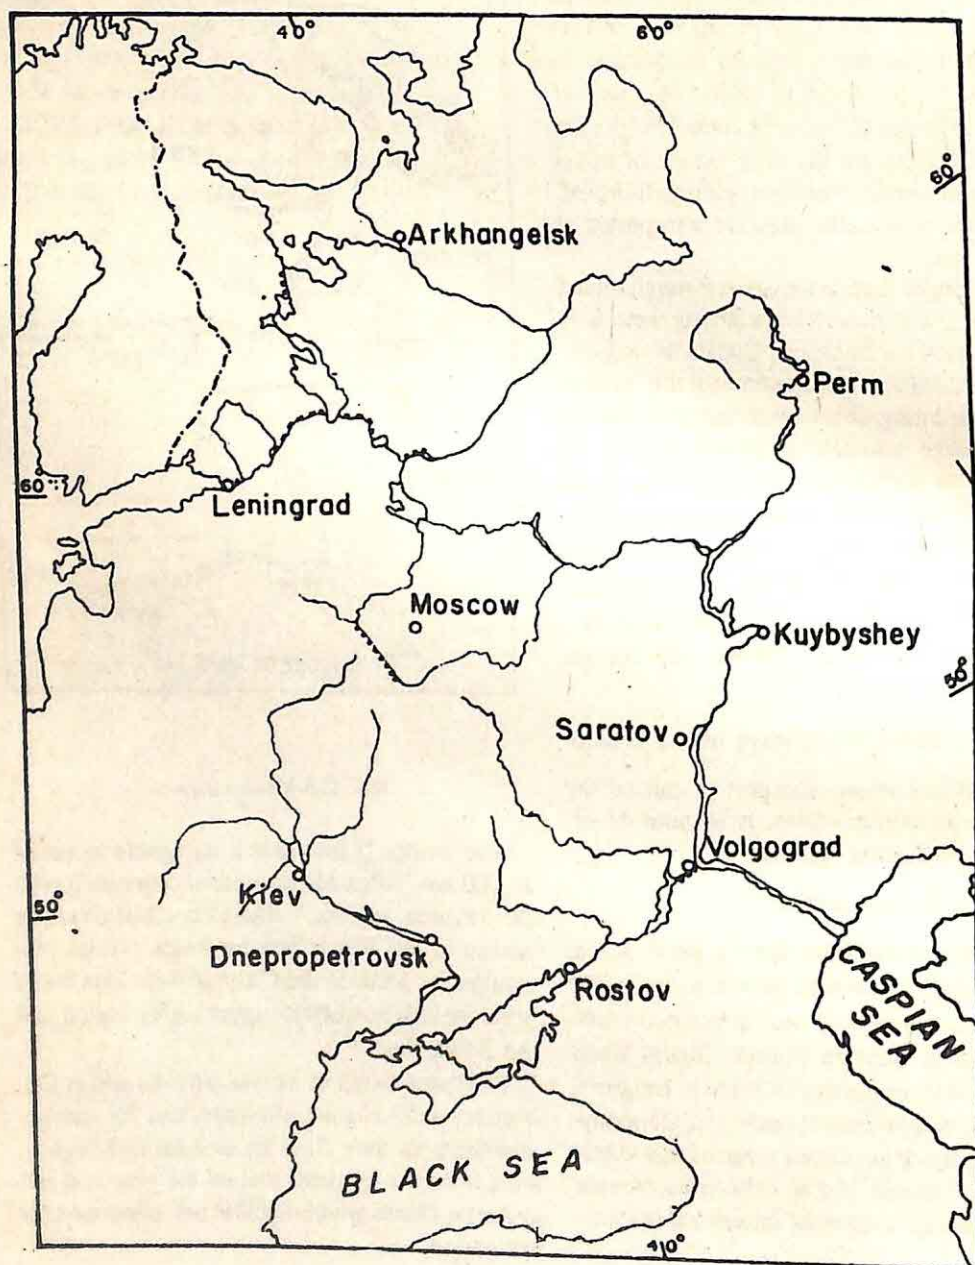 40°
60°
60°
Arkhangelsk
Perm
60°
Leningrad
Moscow
Kuybyshey
50°
Saratov
Volgograd
Kiev
50°
Dnepropetrovsk
CASPIAN
SEA
Rostov
BLACK SEA
40°